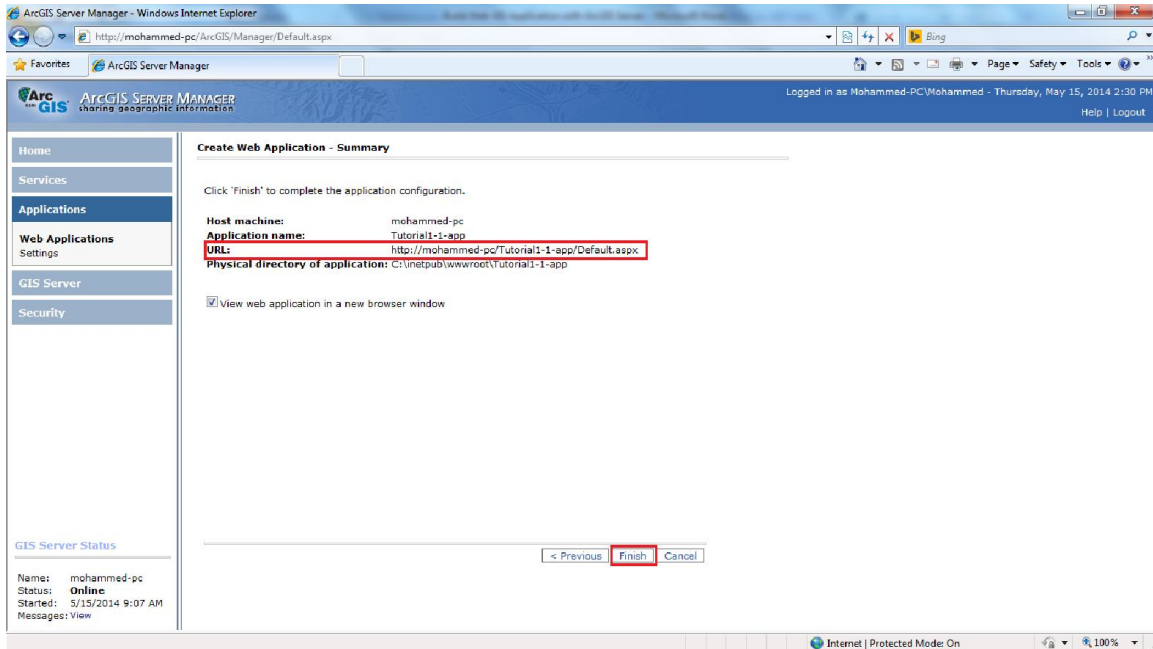 ArcGIS Server Manager - Windows Internet Explorer
http://mohammed-pc/ArcGIS/Manager/Default.aspx
Bing
Favorites
ArcGIS Server Manager
Page
Safety
Tools
Arc GIS
ArcGIS Server Manager
sharing geographic information
Logged in as Mohammed-PC\Mohammed - Thursday, May 15, 2014 2:30 PM
Help | Logout
Home
Services
Applications
Web Applications
Settings
GIS Server
Security
Create Web Application - Summary
Click 'Finish' to complete the application configuration.
Host machine: mohammed-pc
Application name: Tutorial1-1-app
URL: http://mohammed-pc/Tutorial1-1-app/Default.aspx
Physical directory of application: C:\inetpub\wwwroot\Tutorial1-1-app
View web application in a new browser window
< Previous
Finish
Cancel
GIS Server Status
Name: mohammed-pc
Status: Online
Started: 5/15/2014 9:07 AM
Messages: View
Internet | Protected Mode: On
100%